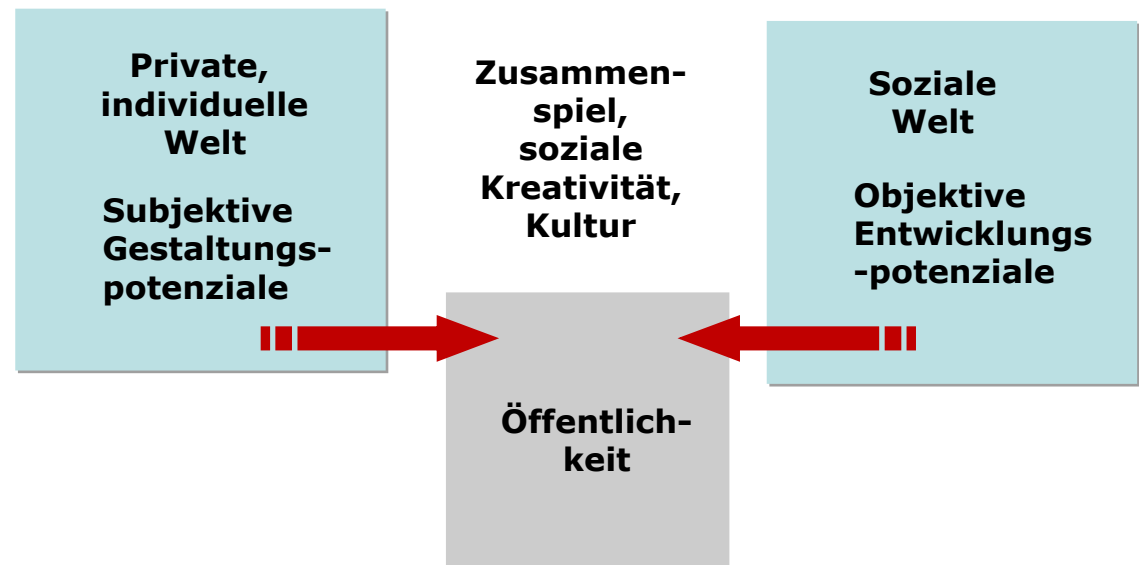 Private,
individuelle
Welt
Subjektive
Gestaltungs-
potenziale
Zusammen-
spiel,
soziale
Kreativität,
Kultur
Soziale
Welt
Objektive
Entwicklungs
-potenziale
Öffentlich-
keit